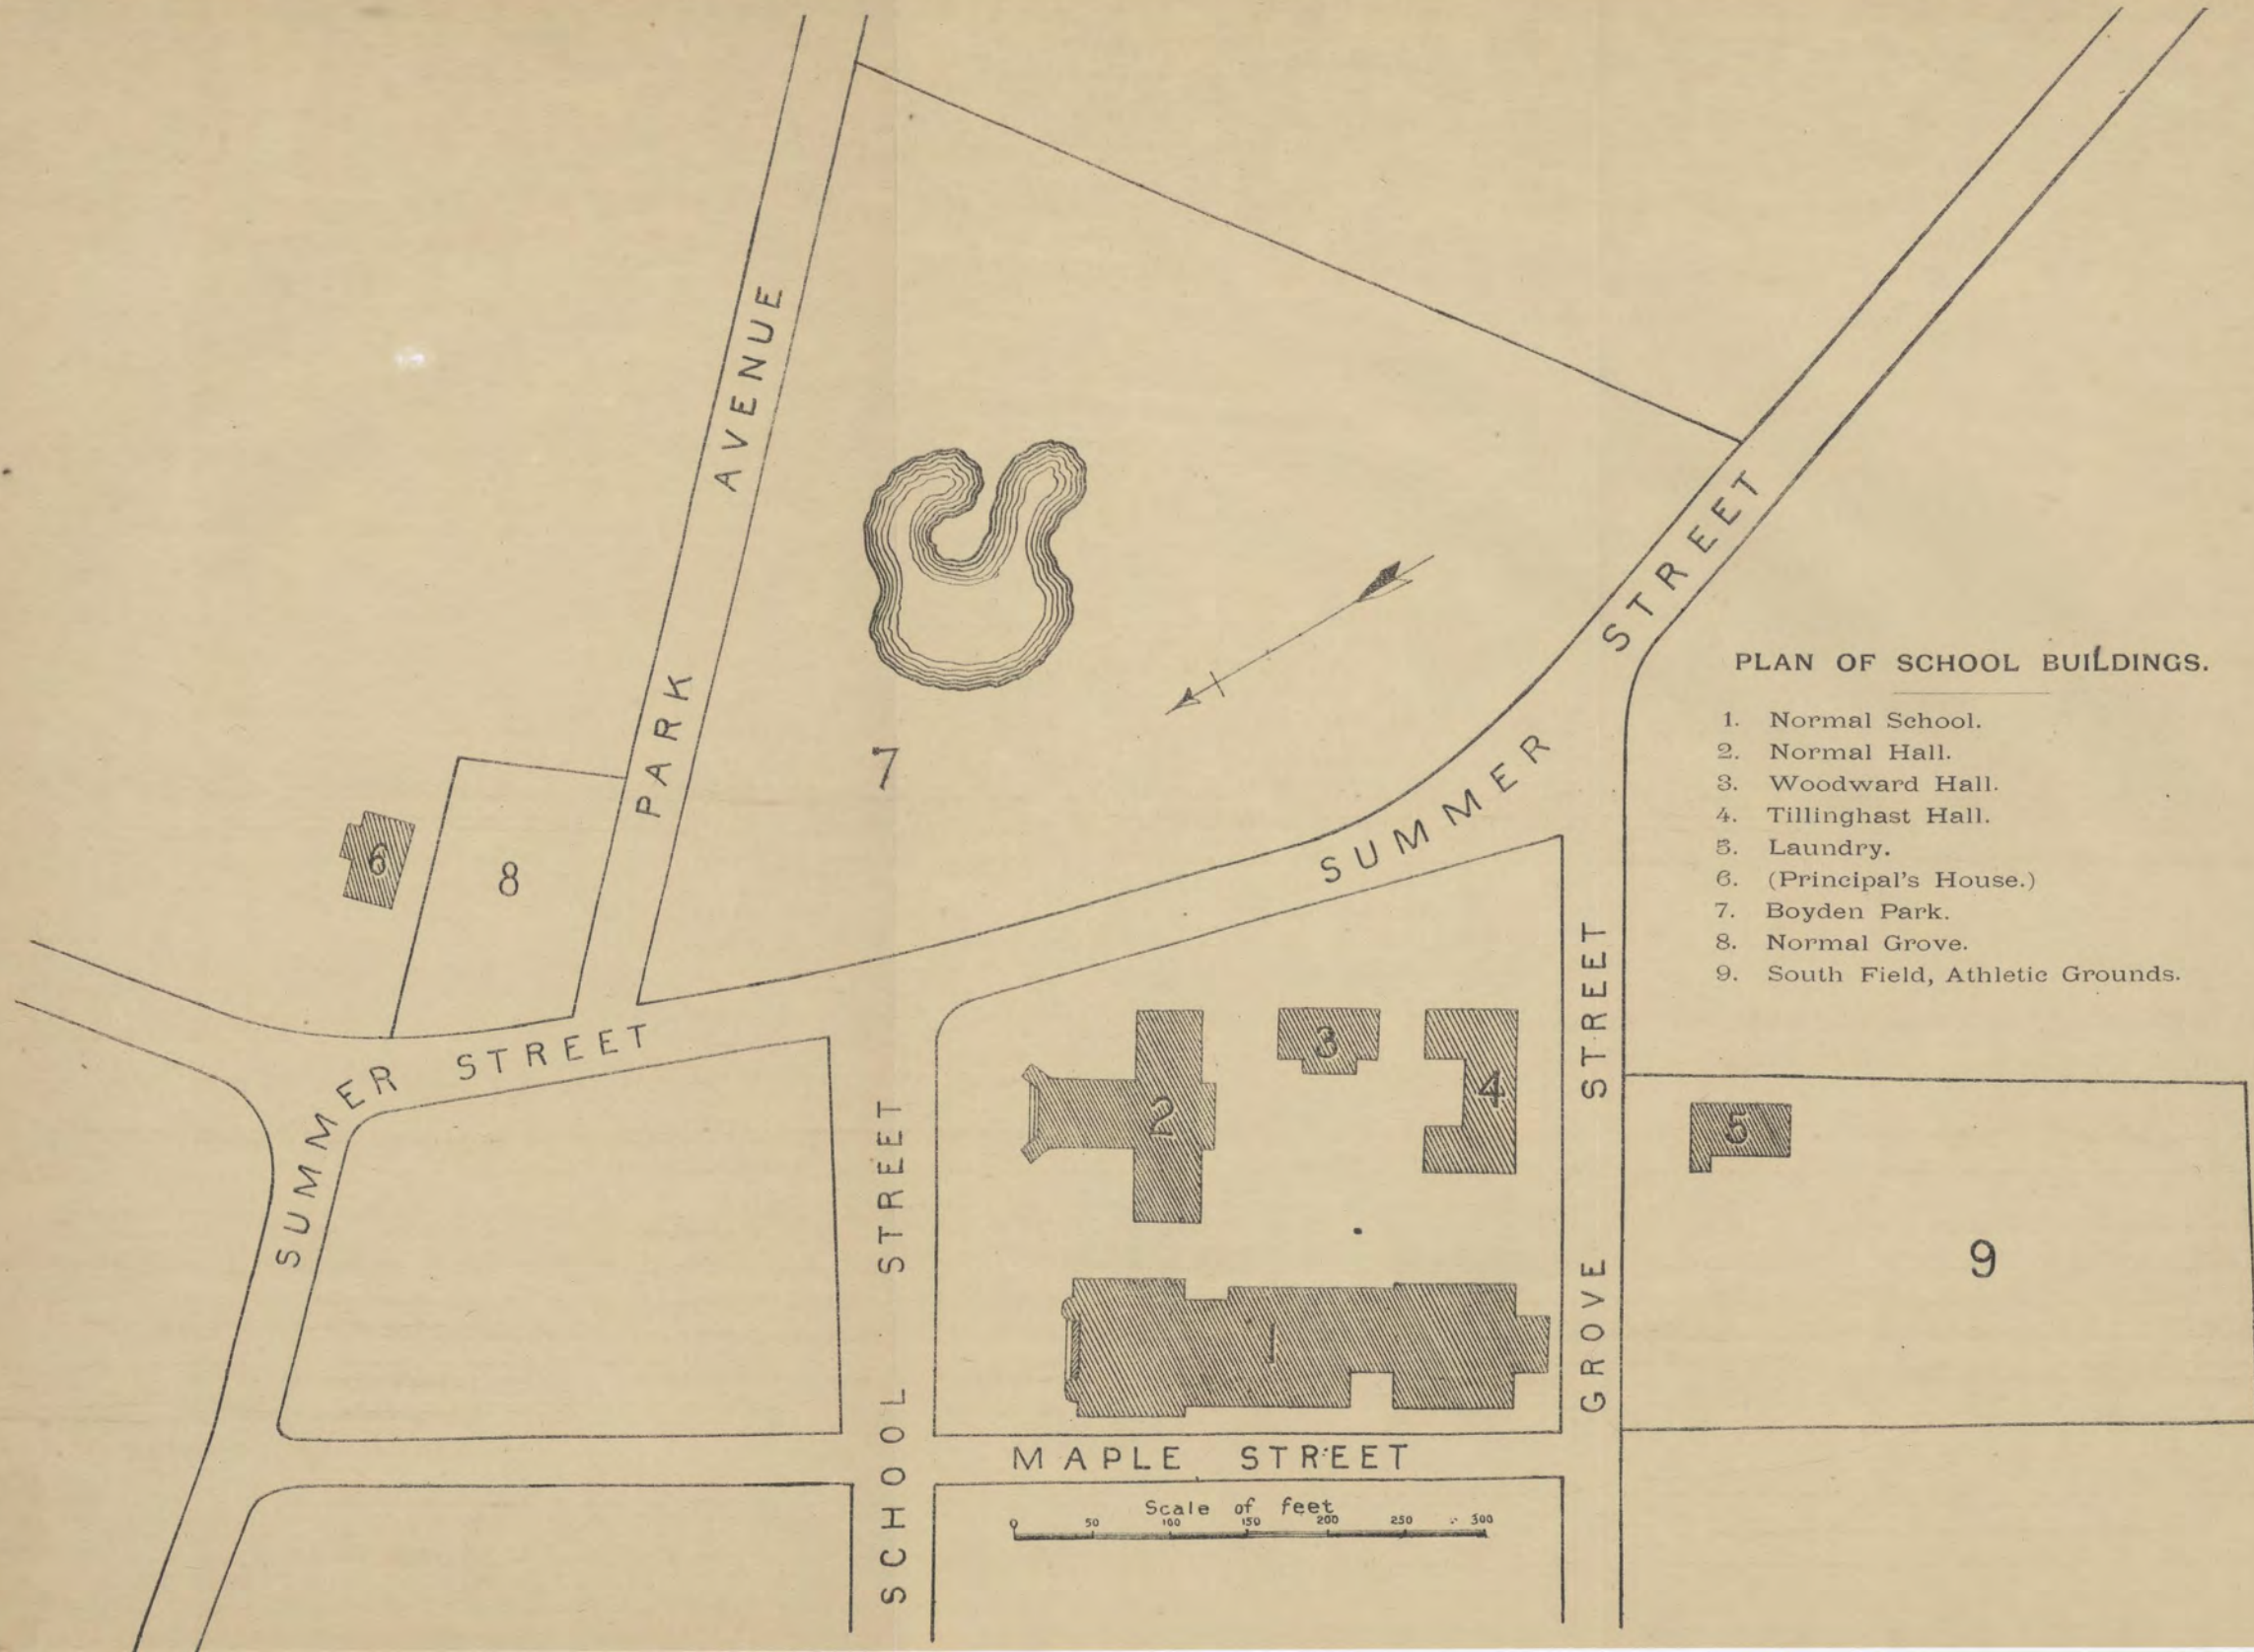 PARK AVENUE
SUMMER STREET
PLAN OF SCHOOL BUILDINGS.
1. Normal School.
2. Normal Hall.
3. Woodward Hall.
4. Tillinghast Hall.
5. Laundry.
6. (Principal's House.)
7. Boyden Park.
8. Normal Grove.
9. South Field, Athletic Grounds.
7
6
8
SUMMER STREET
3
2
4
5
9
1
SCHOOL STREET
GROVE STREET
MAPLE STREET
Scale of feet
0 50 100 150 200 250 300